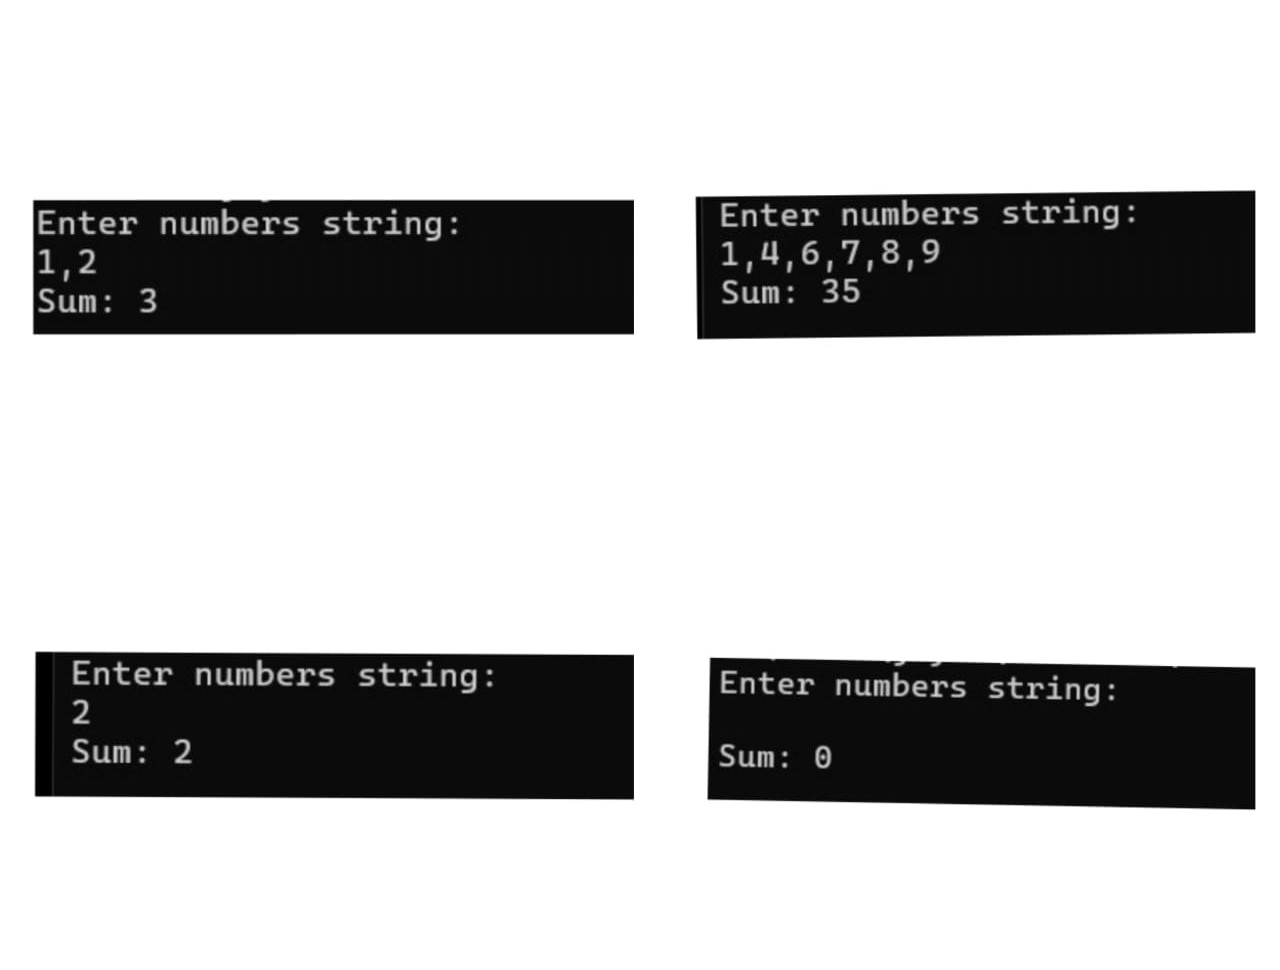 Enter numbers string:
1,2
Sum: 3
Enter numbers string:
1,4,6,7,8,9
Sum: 35
Enter numbers string:
2
Sum: 2
Enter numbers string:
Sum: 0